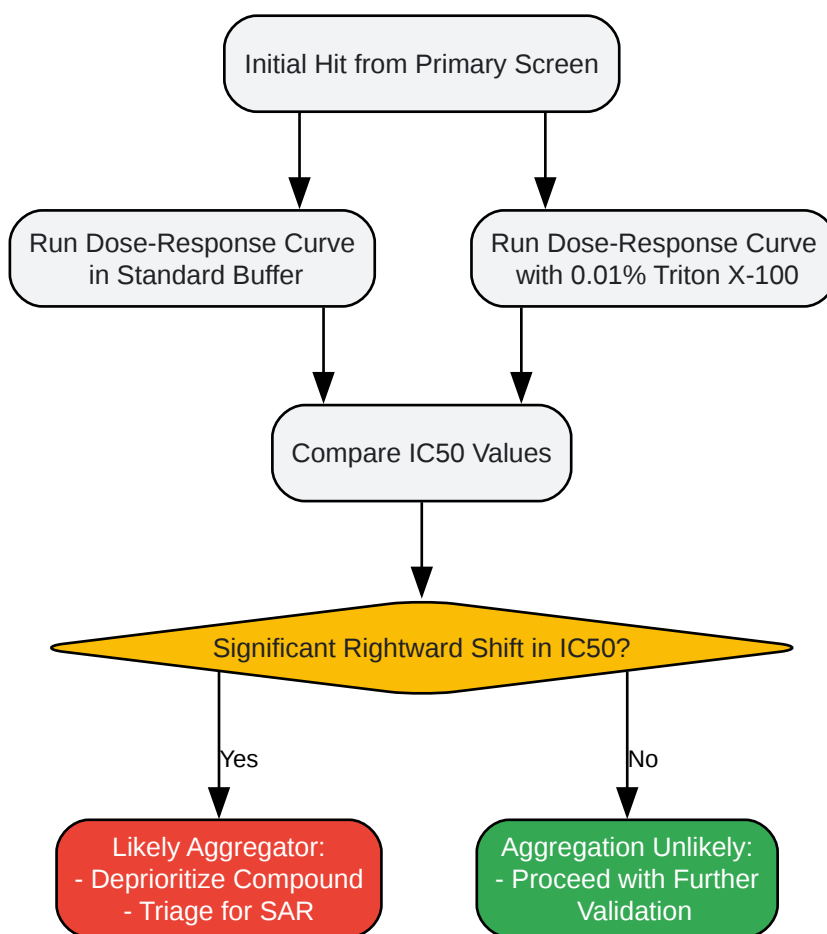 Initial Hit from Primary Screen
Run Dose-Response Curve
in Standard Buffer
Run Dose-Response Curve
with 0.01% Triton X-100
Compare IC50 Values
Significant Rightward Shift in IC50?
Yes
No
Likely Aggregator:
- Deprioritize Compound
- Triage for SAR
Aggregation Unlikely:
- Proceed with Further
Validation